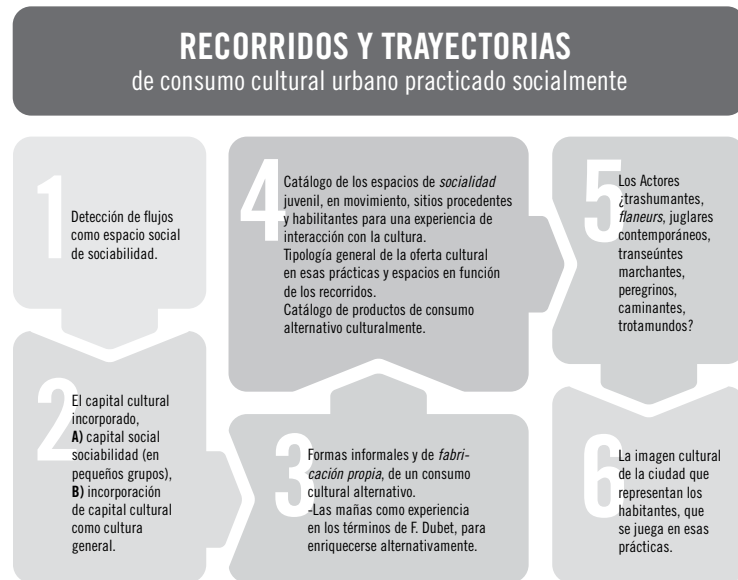 RECORRIDOS Y TRAYECTORIAS
de consumo cultural urbano practicado socialmente
1
Detección de flujos
como espacio social
de sociabilidad.
2
El capital cultural
incorporado,
A) capital social
sociabilidad (en
pequeños grupos),
B) incorporación
de capital cultural
como cultura
general.
3
Formas informales y de fabri-
cación propia, de un consumo
cultural alternativo.
-Las mañas como experiencia
en los términos de F. Dubet, para
enriquecerse alternativamente.
4
Catálogo de los espacios de socialidad
juvenil, en movimiento, sitios procedentes
y habilitantes para una experiencia de
interacción con la cultura.
Tipología general de la oferta cultural
en esas prácticas y espacios en función
de los recorridos.
Catálogo de productos de consumo
alternativo culturalmente.
5
Los Actores
¿trashumantes,
flaneurs, juglares
contemporáneos,
transeúntes
marchantes,
peregrinos,
caminantes,
trotamundos?
6
La imagen cultural
de la ciudad que
representan los
habitantes, que
se juega en esas
prácticas.